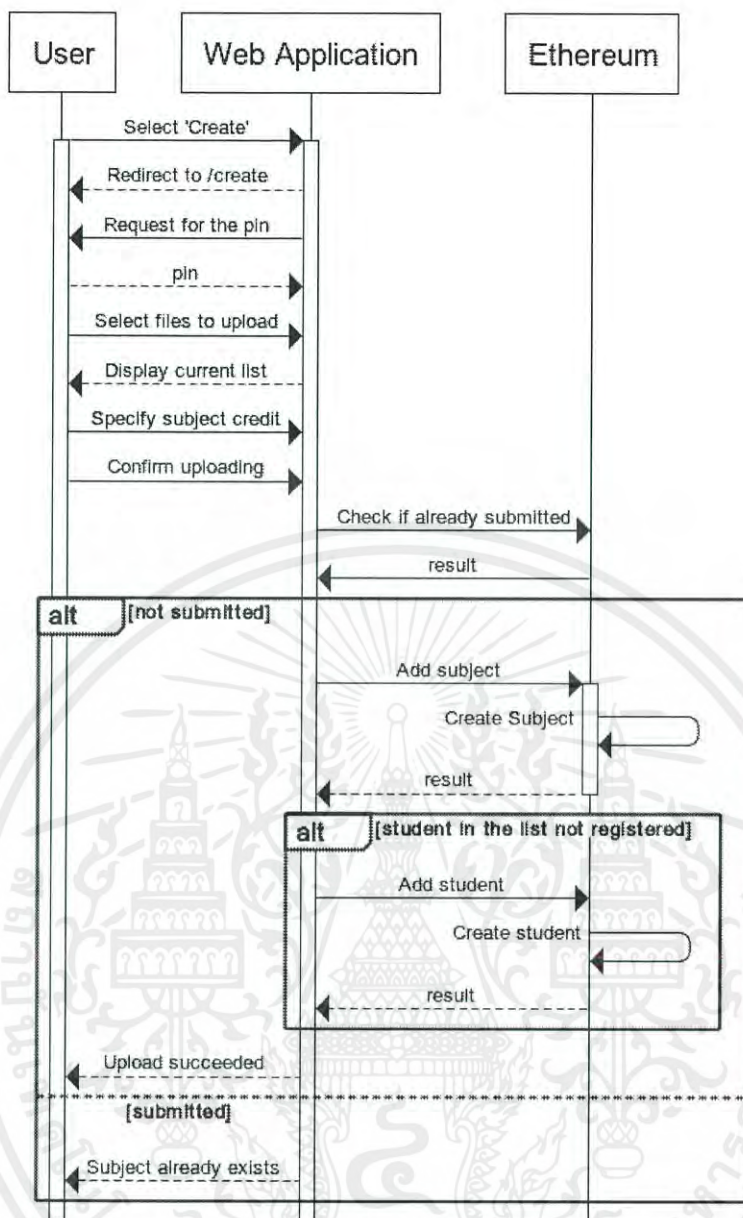 User
Web Application
Ethereum
Select 'Create'
Redirect to /create
Request for the pin
pin
Select files to upload
Display current list
Specify subject credit
Confirm uploading
Check if already submitted
result
alt
[not submitted]
Add subject
Create Subject
result
alt
[student in the list not registered]
Add student
Create student
result
Upload succeeded
[submitted]
Subject already exists